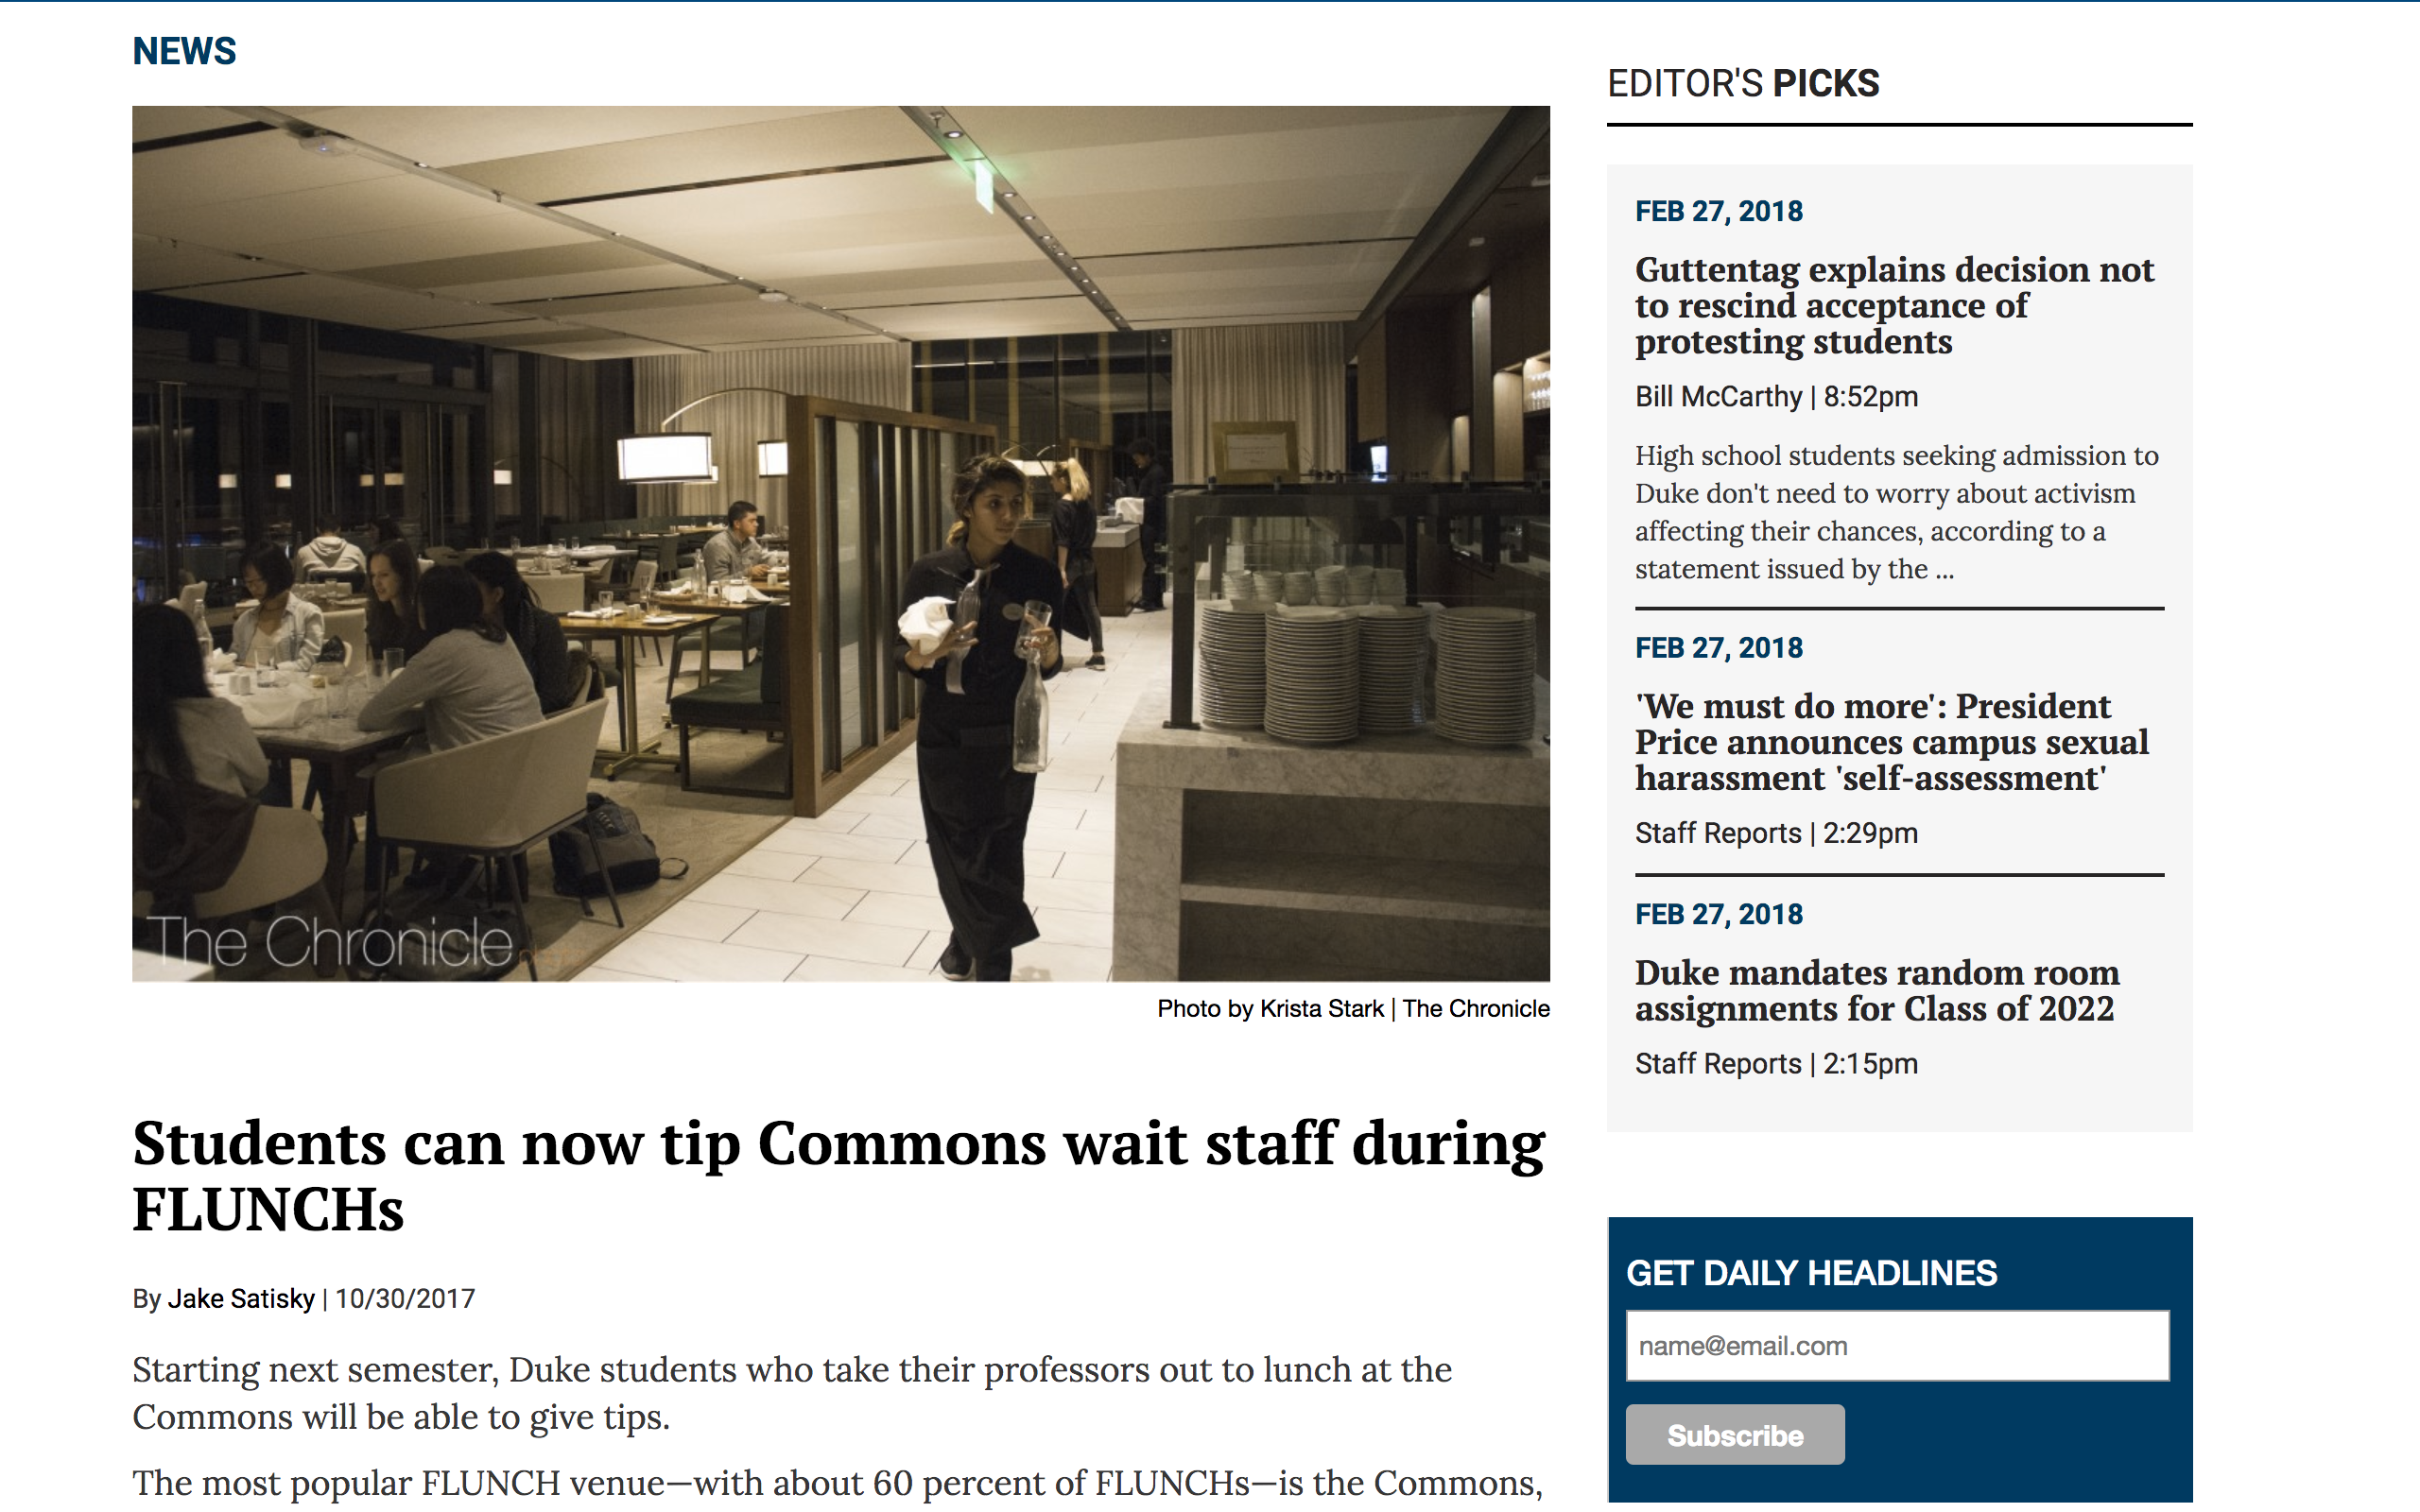 NEWS
The Chronicle
Photo by Krista Stark | The Chronicle
Students can now tip Commons wait staff during
FLUNCHs
By Jake Satisky | 10/30/2017
Starting next semester, Duke students who take their professors out to lunch at the
Commons will be able to give tips.
The most popular FLUNCH venue—with about 60 percent of FLUNCHs—is the Commons,
EDITOR'S PICKS
FEB 27, 2018
Guttentag explains decision not
to rescind acceptance of
protesting students
Bill McCarthy | 8:52pm
High school students seeking admission to
Duke don't need to worry about activism
affecting their chances, according to a
statement issued by the ...
FEB 27, 2018
'We must do more': President
Price announces campus sexual
harassment 'self-assessment'
Staff Reports | 2:29pm
FEB 27, 2018
Duke mandates random room
assignments for Class of 2022
Staff Reports | 2:15pm
GET DAILY HEADLINES
name@email.com
Subscribe